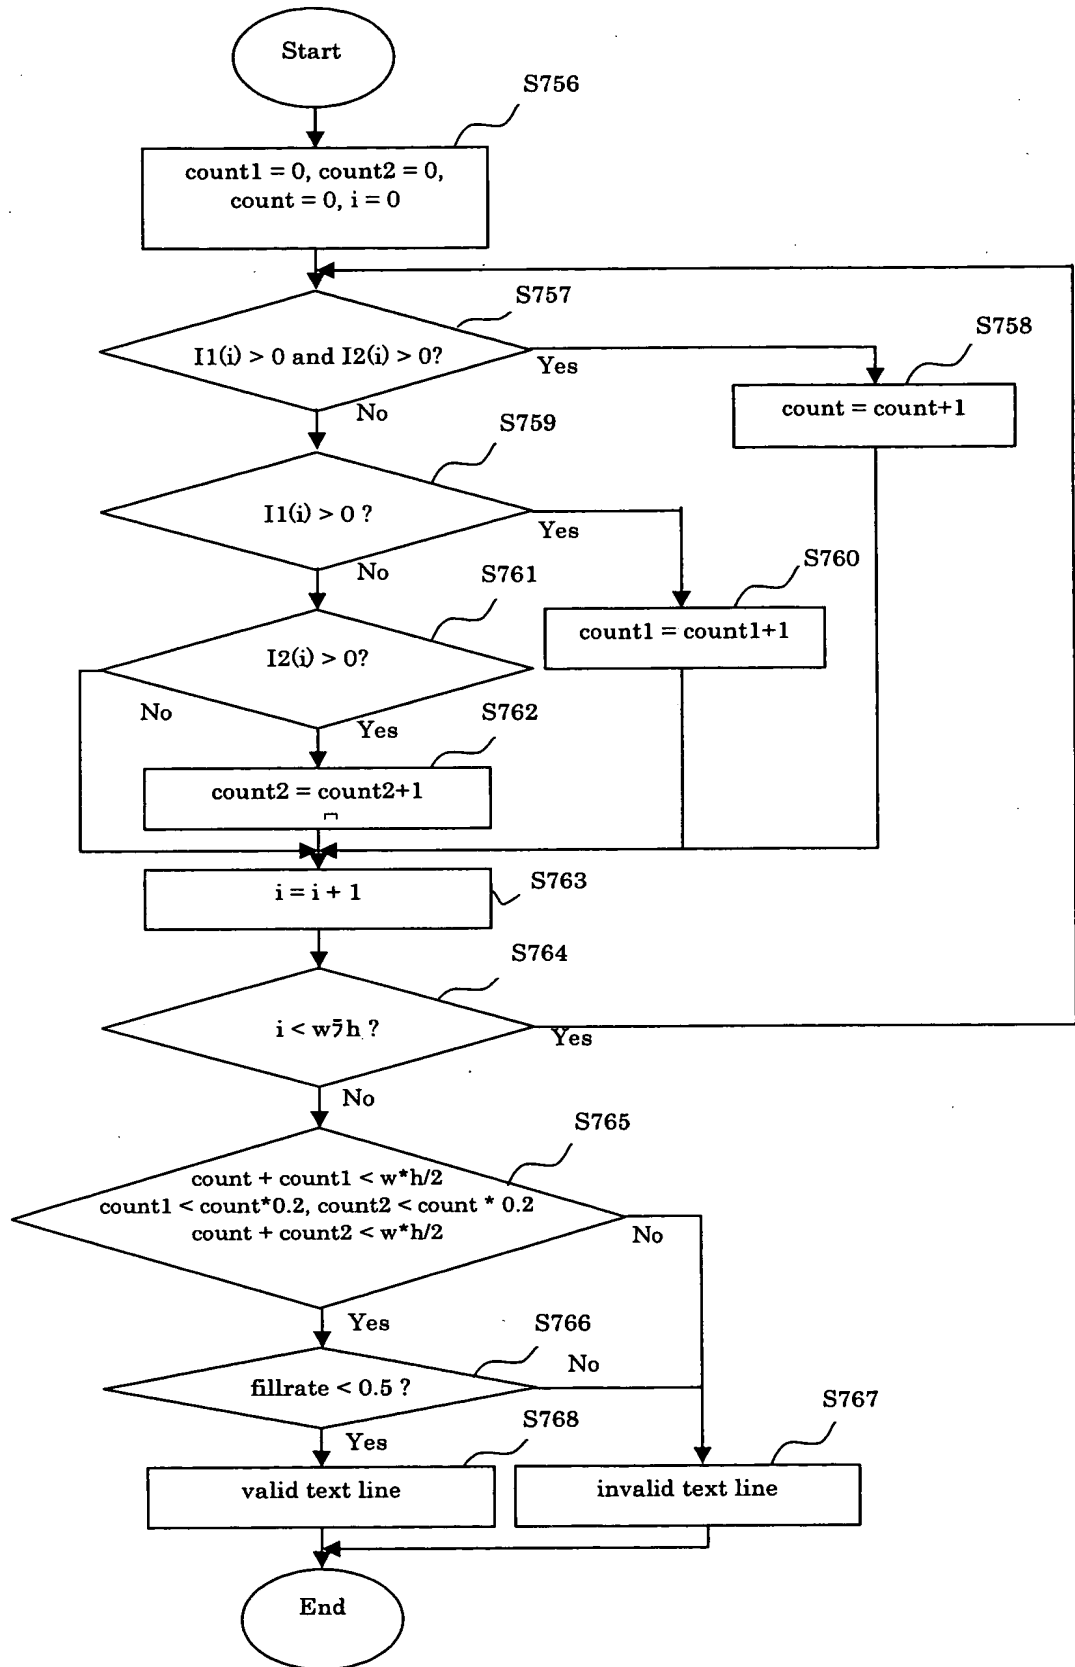 Start
S756
count1 = 0, count2 = 0,
count = 0, i = 0
S757
I1(i) > 0 and I2(i) > 0?
Yes
No
S758
count = count+1
S759
I1(i) > 0 ?
Yes
No
S760
count1 = count1+1
S761
I2(i) > 0?
No
Yes
S762
count2 = count2+1
S763
i = i + 1
S764
i < wラh ?
Yes
No
S765
count + count1 < w*h/2
count1 < count*0.2, count2 < count * 0.2
count + count2 < w*h/2
No
Yes
S766
fillrate < 0.5 ?
No
Yes
S768
valid text line
S767
invalid text line
End